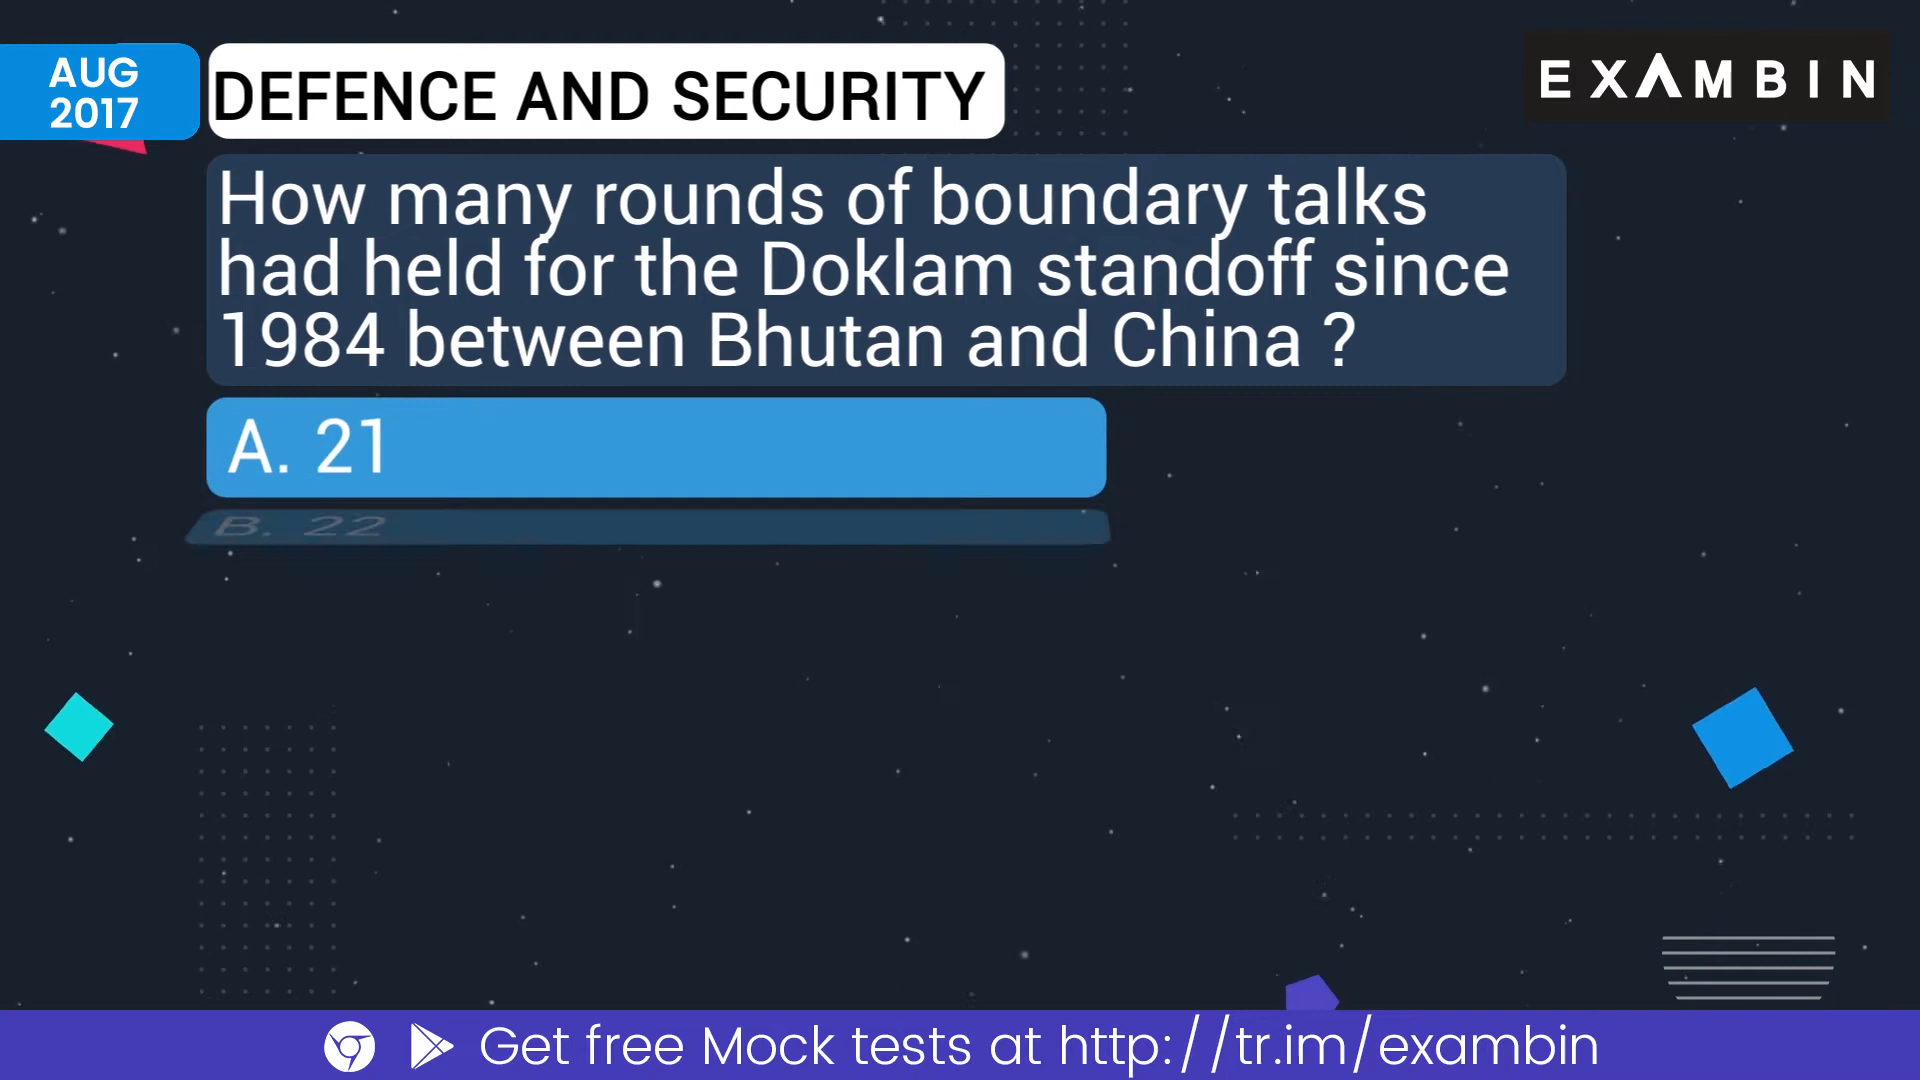 AUG
2017
DEFENCE AND SECURITY
EXAMBIN
How many rounds of boundary talks
had held for the Doklam standoff since
1984 between Bhutan and China ?
A. 21
B. 22
Get free Mock tests at http://tr.im/exambin